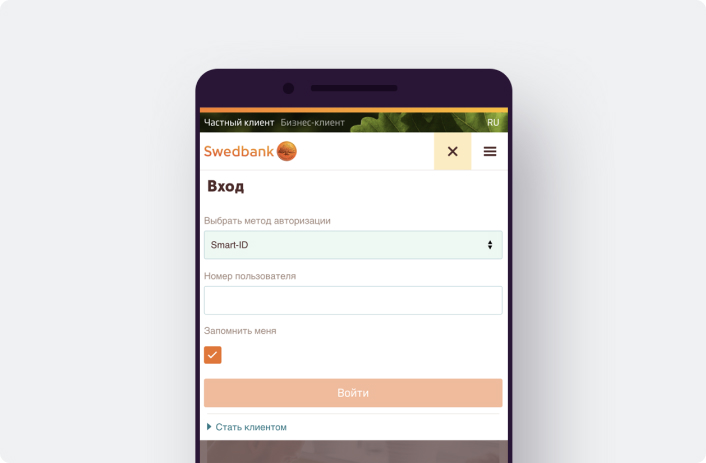 Частный клиент Бизнес-клиент RU
Swedbank
Вход
Выбрать метод авторизации
Smart-ID
Номер пользователя
Запомнить меня
Войти
Стать клиентом